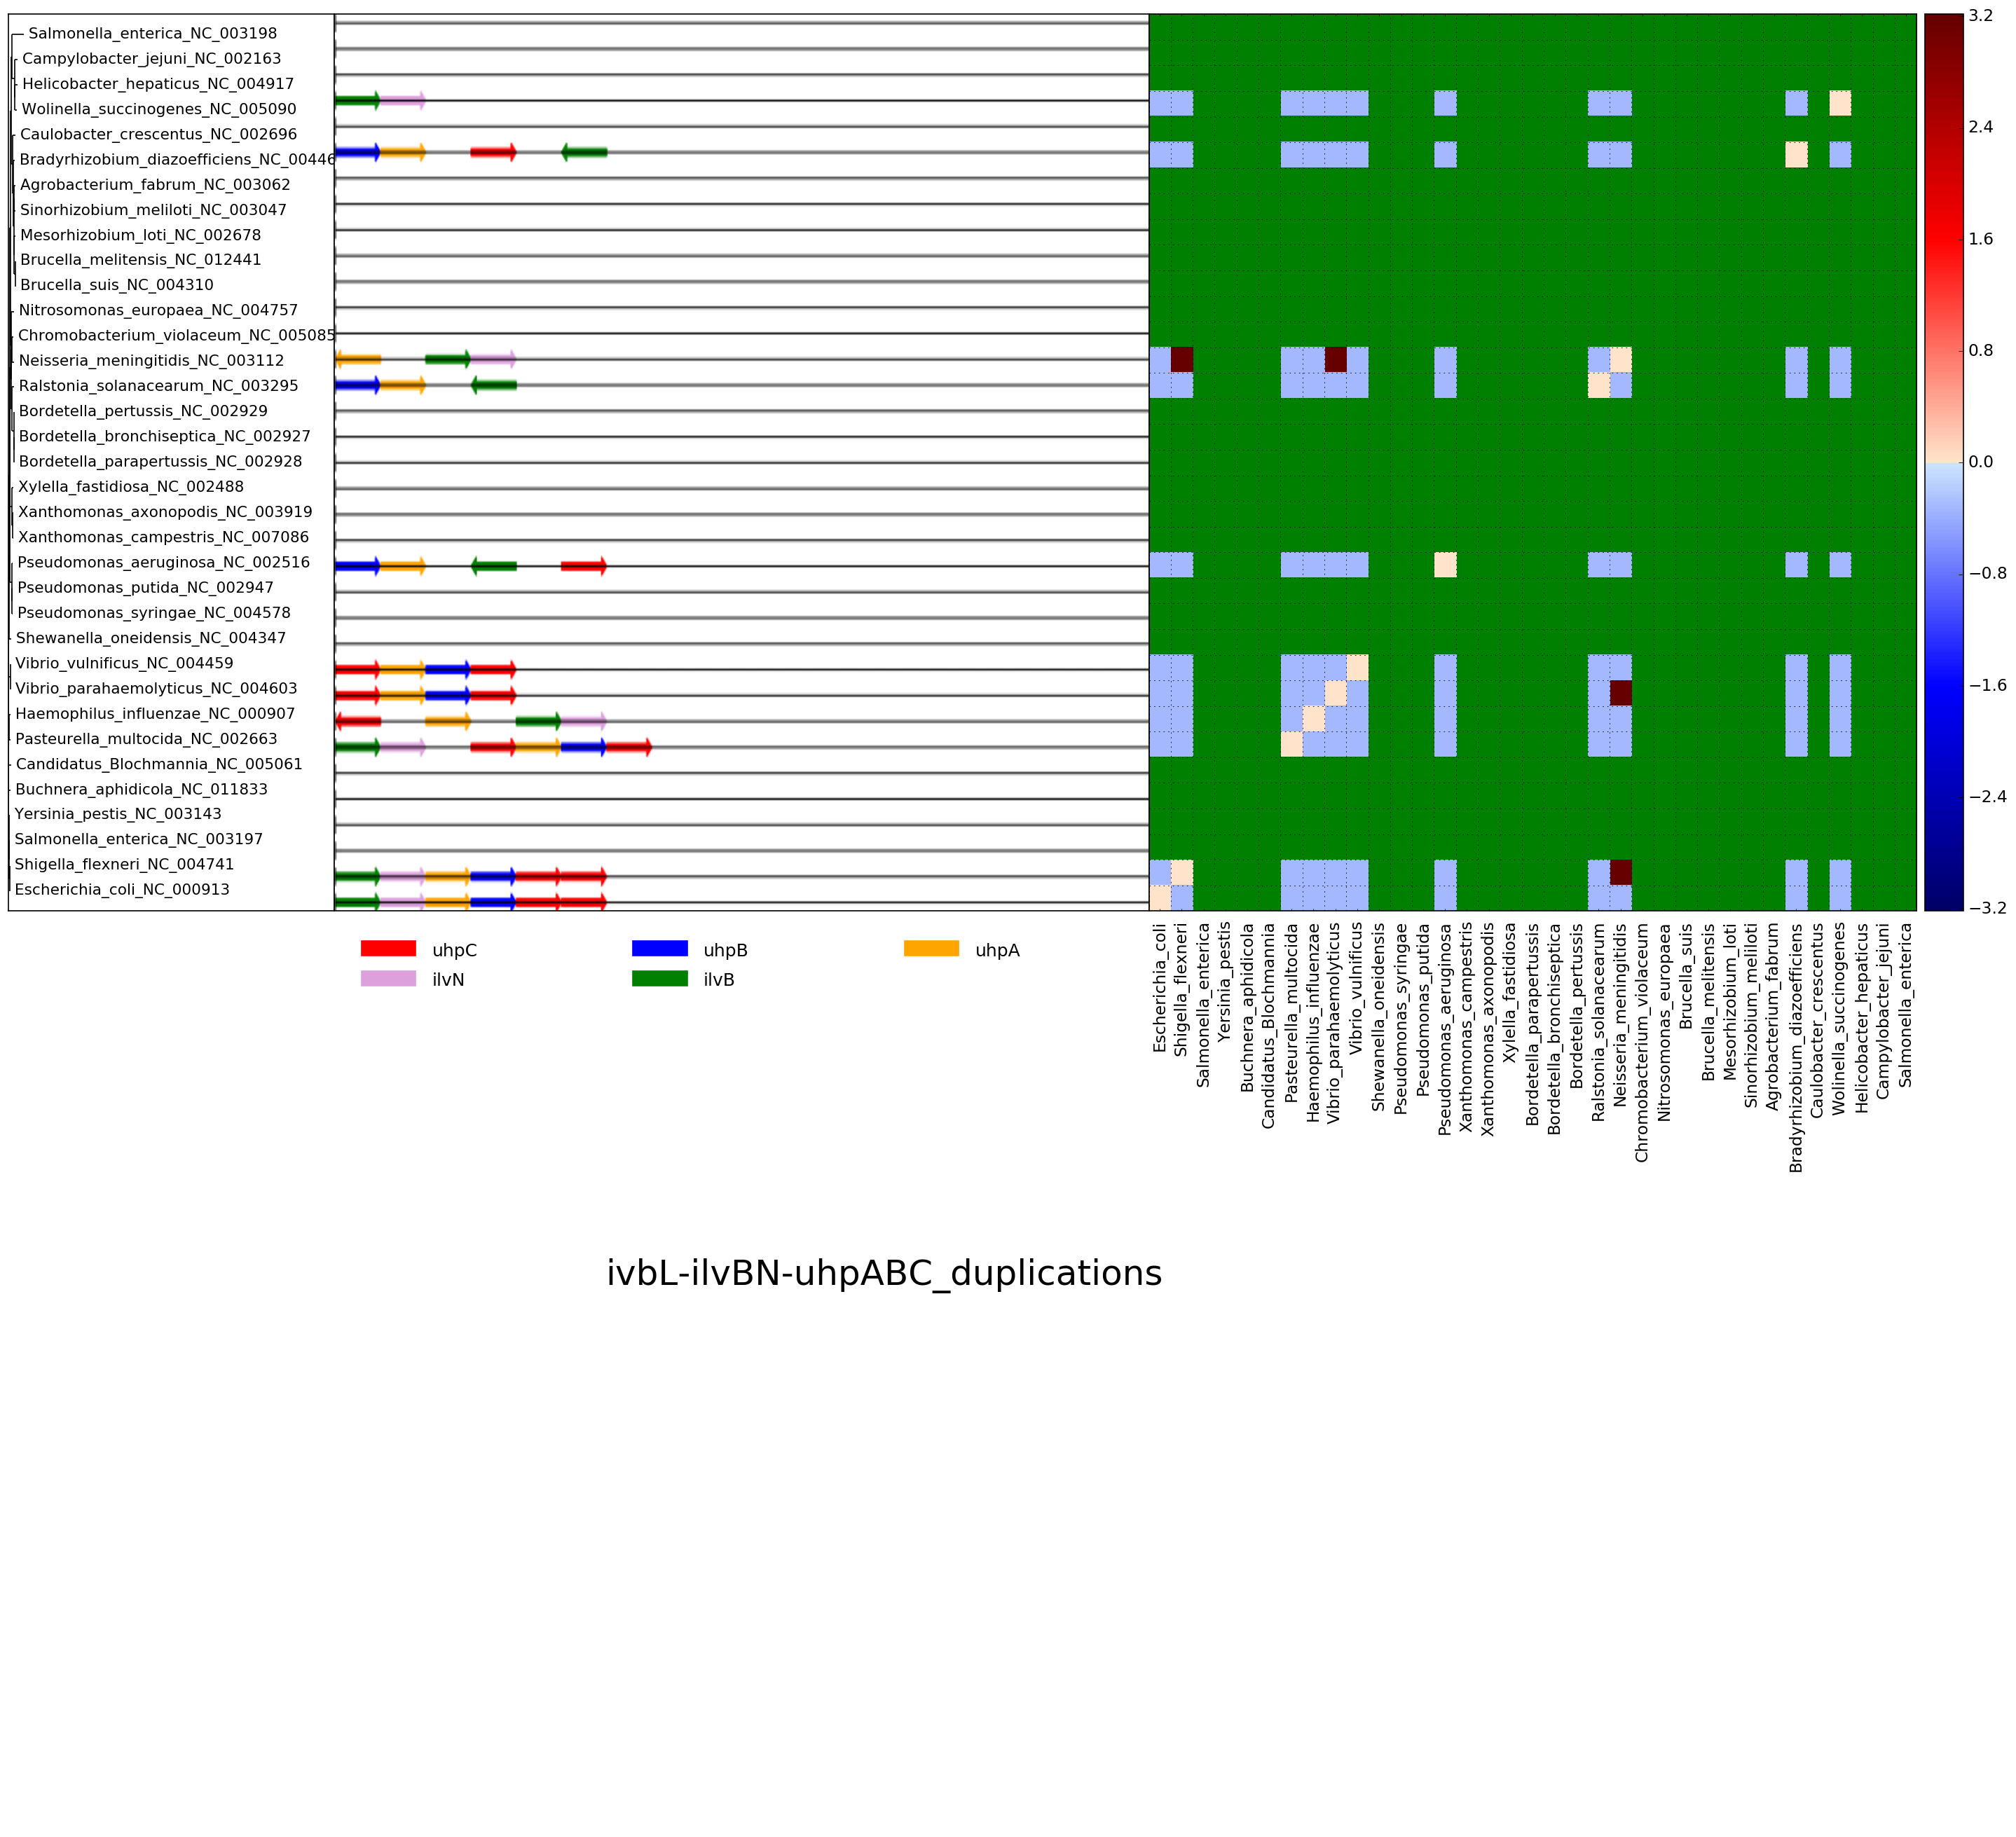 Salmonella_enterica_NC_003198
Campylobacter_jejuni_NC_002163
Helicobacter_hepaticus_NC_004917
Wolinella_succinogenes_NC_005090
Caulobacter_crescentus_NC_002696
Bradyrhizobium_diazoefficiens_NC_00446
Agrobacterium_fabrum_NC_003062
Sinorhizobium_meliloti_NC_003047
Mesorhizobium_loti_NC_002678
Brucella_melitensis_NC_012441
Brucella_suis_NC_004310
Nitrosomonas_europaea_NC_004757
Chromobacterium_violaceum_NC_005085
Neisseria_meningitidis_NC_003112
Ralstonia_solanacearum_NC_003295
Bordetella_pertussis_NC_002929
Bordetella_bronchiseptica_NC_002927
Bordetella_parapertussis_NC_002928
Xylella_fastidiosa_NC_002488
Xanthomonas_axonopodis_NC_003919
Xanthomonas_campestris_NC_007086
Pseudomonas_aeruginosa_NC_002516
Pseudomonas_putida_NC_002947
Pseudomonas_syringae_NC_004578
Shewanella_oneidensis_NC_004347
Vibrio_vulnificus_NC_004459
Vibrio_parahaemolyticus_NC_004603
Haemophilus_influenzae_NC_000907
Pasteurella_multocida_NC_002663
Candidatus_Blochmannia_NC_005061
Buchnera_aphidicola_NC_011833
Yersinia_pestis_NC_003143
Salmonella_enterica_NC_003197
Shigella_flexneri_NC_004741
Escherichia_coli_NC_000913
3.2
2.4
1.6
0.8
0.0
−0.8
−1.6
−2.4
−3.2
uhpC
uhpB
uhpA
ilvN
ilvB
Escherichia_coli
Shigella_flexneri
Salmonella_enterica
Yersinia_pestis
Buchnera_aphidicola
Candidatus_Blochmannia
Pasteurella_multocida
Haemophilus_influenzae
Vibrio_parahaemolyticus
Vibrio_vulnificus
Shewanella_oneidensis
Pseudomonas_syringae
Pseudomonas_putida
Pseudomonas_aeruginosa
Xanthomonas_campestris
Xanthomonas_axonopodis
Xylella_fastidiosa
Bordetella_parapertussis
Bordetella_bronchiseptica
Bordetella_pertussis
Ralstonia_solanacearum
Neisseria_meningitidis
Chromobacterium_violaceum
Nitrosomonas_europaea
Brucella_suis
Brucella_melitensis
Mesorhizobium_loti
Sinorhizobium_meliloti
Agrobacterium_fabrum
Bradyrhizobium_diazoefficiens
Caulobacter_crescentus
Wolinella_succinogenes
Helicobacter_hepaticus
Campylobacter_jejuni
Salmonella_enterica
ivbL-ilvBN-uhpABC_duplications